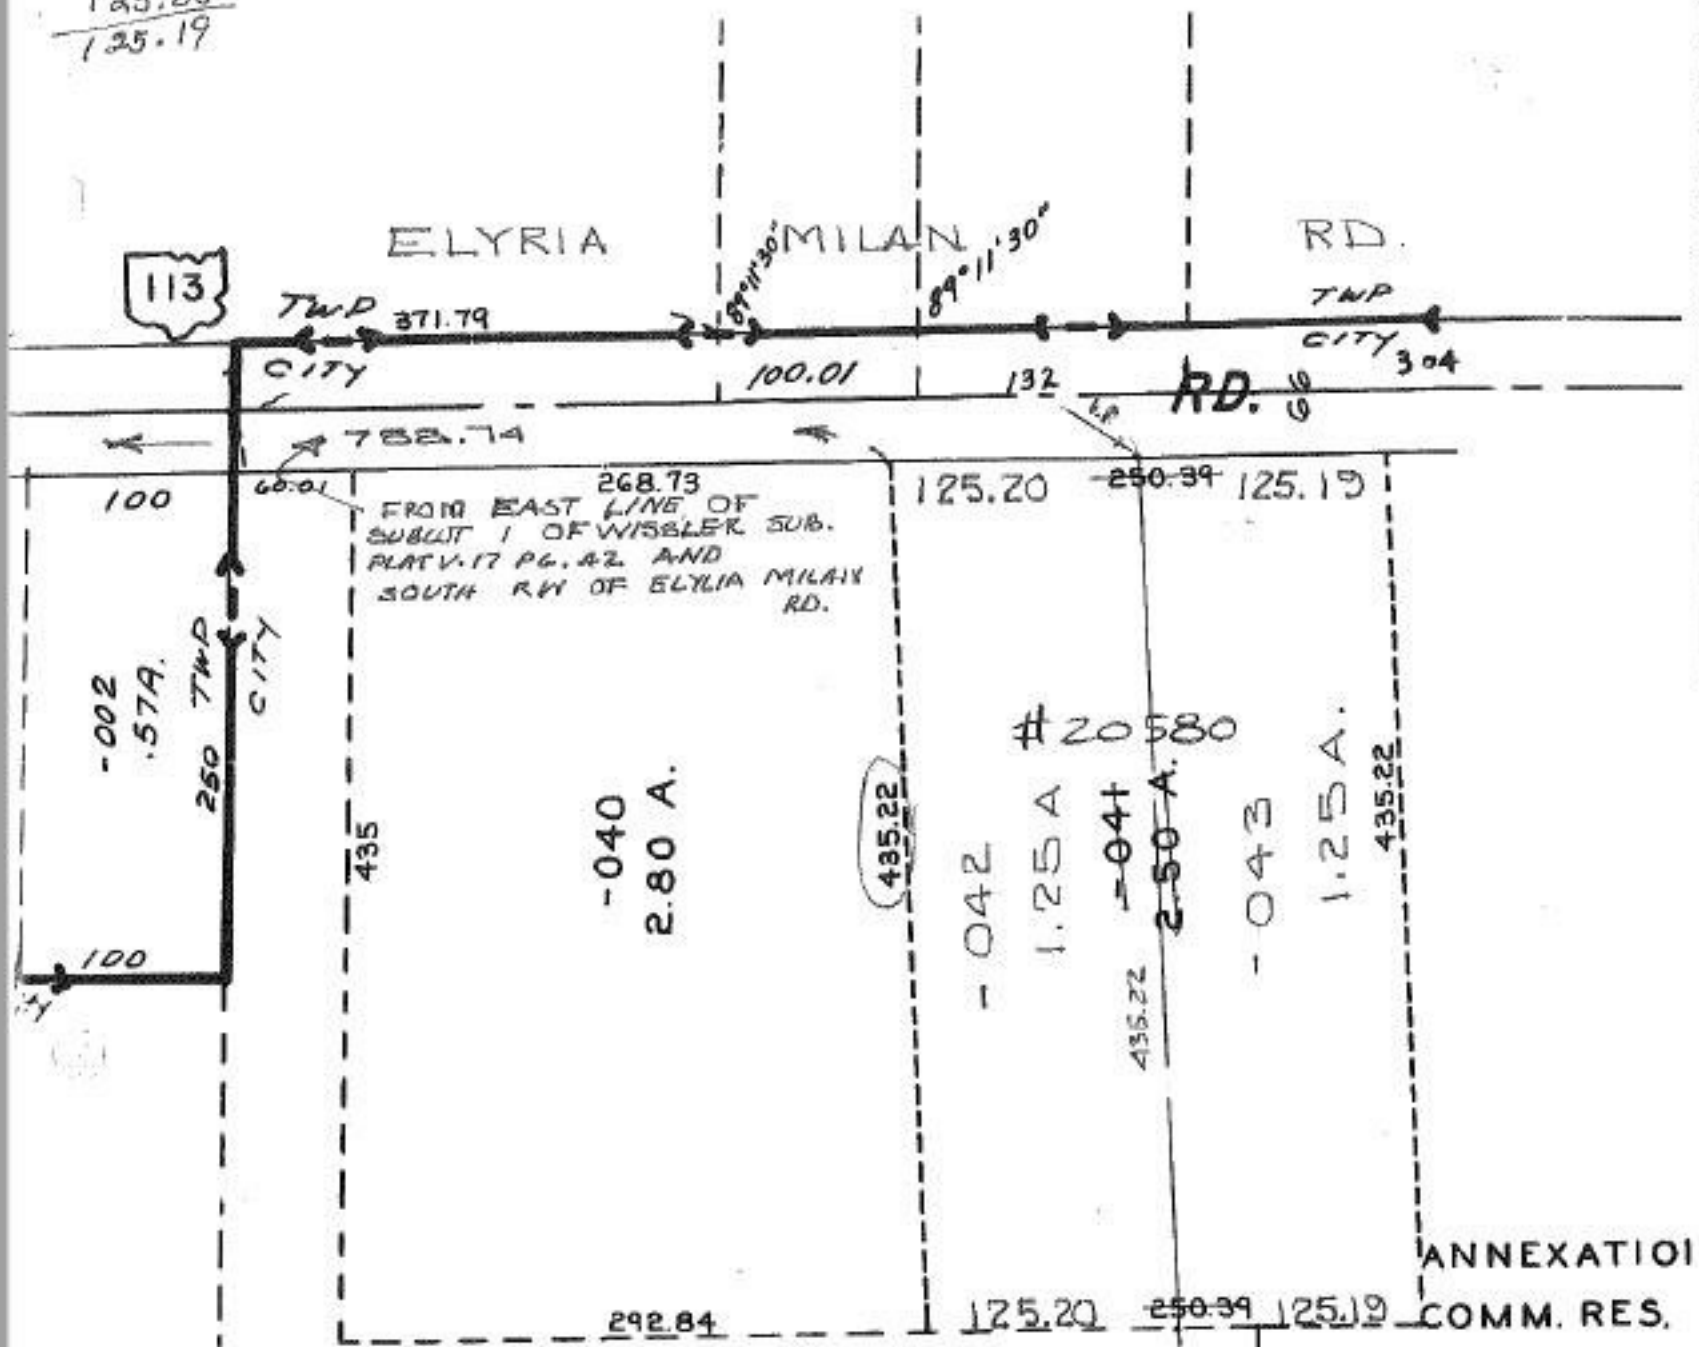 125.19
ELYRIA MILAN RD.
113
TWP
371.79
89°11'30"
89°11'30"
TWP
CITY
CITY
304
100.01
132
RD.
66
I.P.
788.74
100
60.01
268.73
125.20
250.39
125.19
FROM EAST LINE OF
SUBLOT 1 OF WISSLER SUB.
PLAT V.17 PG. 42 AND
SOUTH RW OF ELYLIA MILAN
RD.
-002
.57A.
250
TWP
CITY
435
-040
2.80 A.
435.22
#20580
-042
1.25 A
-041
2.50 A.
435.22
-043
1.25 A.
435.22
100
292.84
125.20
250.39
125.19
ANNEXATIO
COMM. RES.